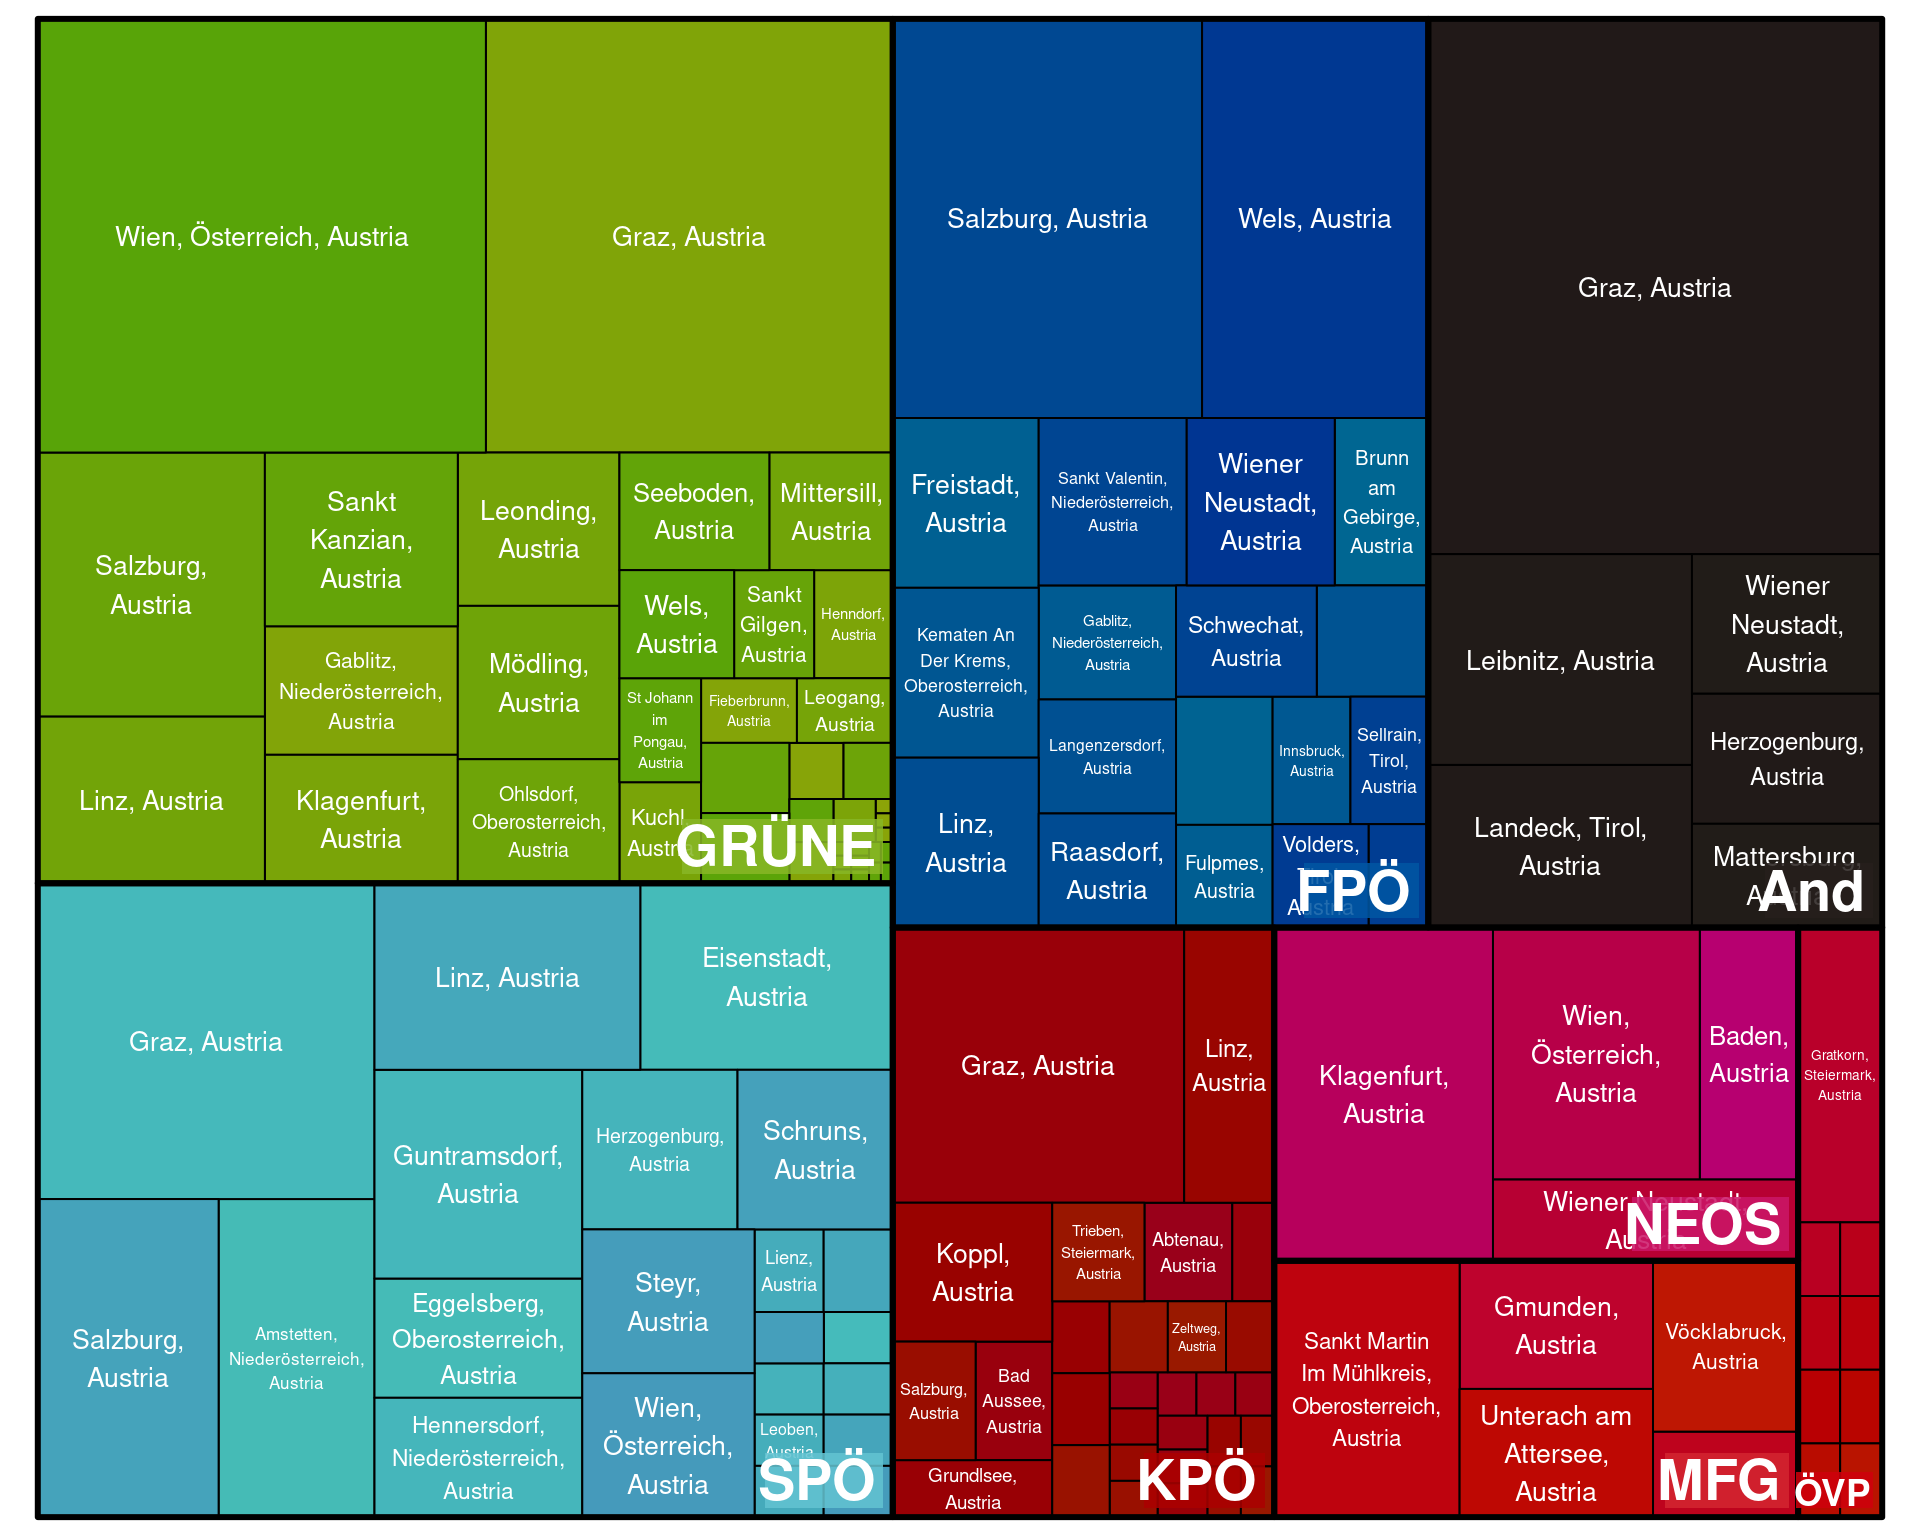 Wien, Österreich, Austria
Graz, Austria
Salzburg,
Austria
Sankt
Kanzian,
Austria
Leonding,
Austria
Seeboden,
Austria
Mittersill,
Austria
Wels,
Austria
Sankt
Gilgen,
Austria
Henndorf,
Austria
Gablitz,
Niederösterreich,
Austria
Mödling,
Austria
St Johann
im
Pongau,
Austria
Fieberbrunn,
Austria
Leogang,
Austria
Linz, Austria
Klagenfurt,
Austria
Ohlsdorf,
Oberosterreich,
Austria
Kuchl,
Austria
GRÜNE
Salzburg, Austria
Wels, Austria
Freistadt,
Austria
Sankt Valentin,
Niederösterreich,
Austria
Wiener
Neustadt,
Austria
Brunn
am
Gebirge,
Austria
Kematen An
Der Krems,
Oberosterreich,
Austria
Gablitz,
Niederösterreich,
Austria
Schwechat,
Austria
Langenzersdorf,
Austria
Innsbruck,
Austria
Sellrain,
Tirol,
Austria
Linz,
Austria
Raasdorf,
Austria
Fulpmes,
Austria
Volders,
Tirol,
Austria
FPÖ
Graz, Austria
Leibnitz, Austria
Wiener
Neustadt,
Austria
Herzogenburg,
Austria
Landeck, Tirol,
Austria
Mattersburg,
Austria
And
Graz, Austria
Linz, Austria
Eisenstadt,
Austria
Guntramsdorf,
Austria
Herzogenburg,
Austria
Schruns,
Austria
Salzburg,
Austria
Amstetten,
Niederösterreich,
Austria
Eggelsberg,
Oberosterreich,
Austria
Hennersdorf,
Niederösterreich,
Austria
Steyr,
Austria
Wien,
Österreich,
Austria
Lienz,
Austria
Leoben,
Austria
SPÖ
Graz, Austria
Linz,
Austria
Koppl,
Austria
Trieben,
Steiermark,
Austria
Abtenau,
Austria
Zeltweg,
Austria
Salzburg,
Austria
Bad
Aussee,
Austria
Grundlsee,
Austria
KPÖ
Klagenfurt,
Austria
Wien,
Österreich,
Austria
Baden,
Austria
Wiener Neustadt,
Austria
NEOS
Sankt Martin
Im Mühlkreis,
Oberosterreich,
Austria
Gmunden,
Austria
Vöcklabruck,
Austria
Unterach am
Attersee,
Austria
MFG
Gratkorn,
Steiermark,
Austria
ÖVP